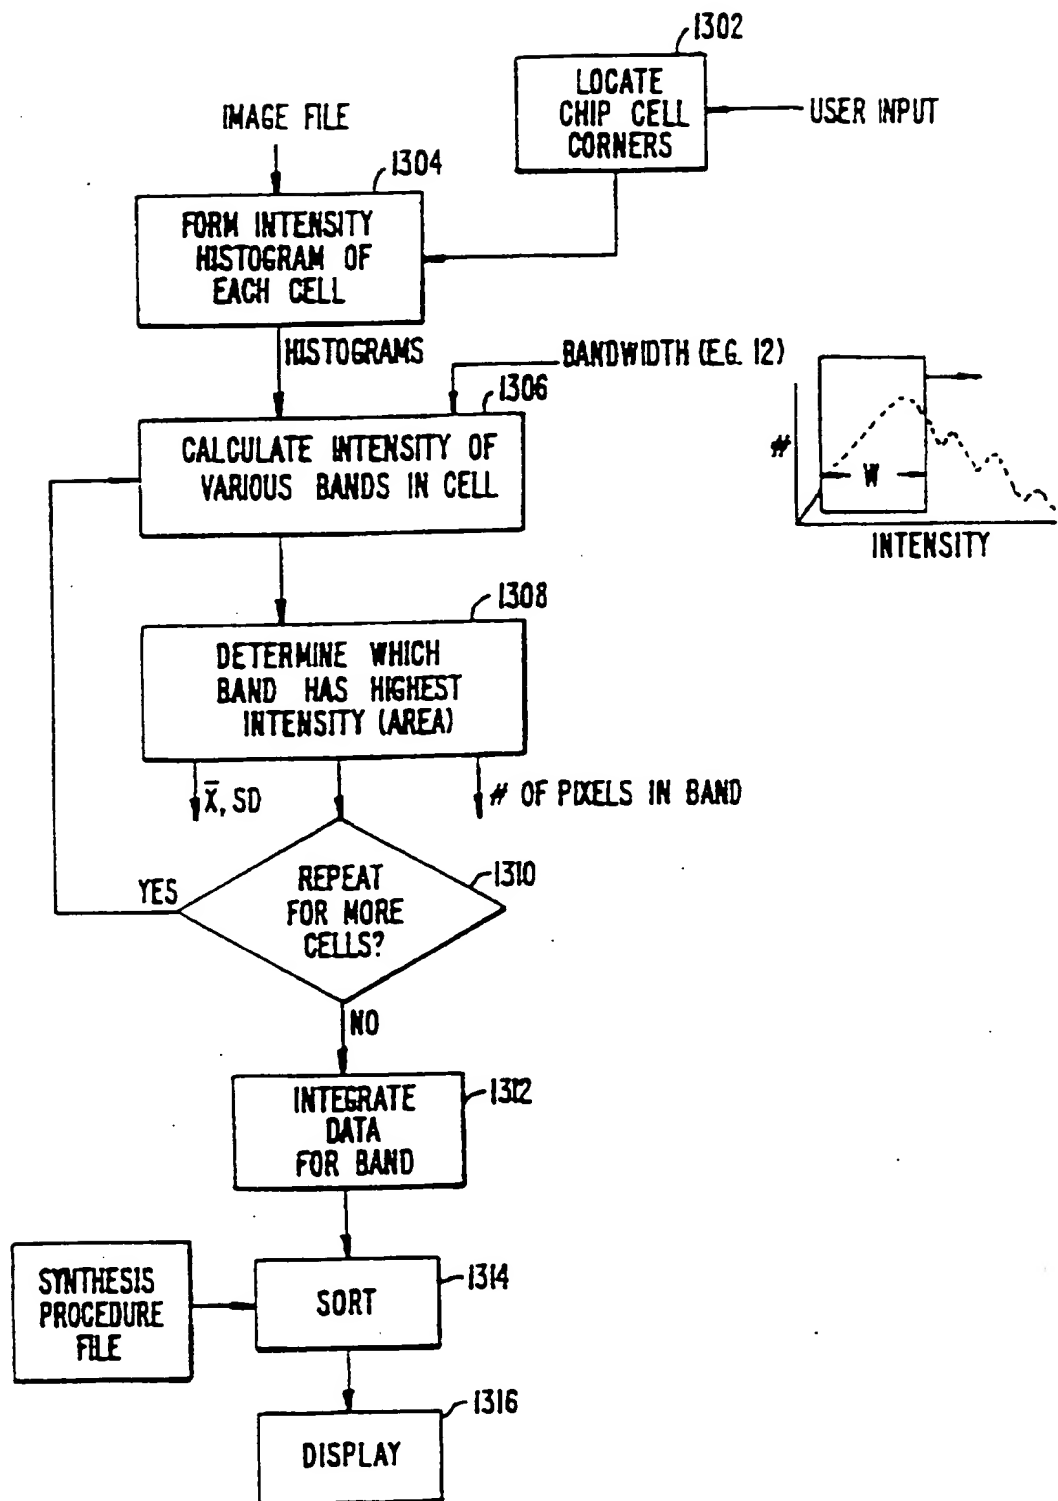 1302
LOCATE
CHIP CELL
CORNERS
USER INPUT
IMAGE FILE
1304
FORM INTENSITY
HISTOGRAM OF
EACH CELL
HISTOGRAMS
BANDWIDTH (E.G. 12)
1306
CALCULATE INTENSITY OF
VARIOUS BANDS IN CELL
#
W
INTENSITY
1308
DETERMINE WHICH
BAND HAS HIGHEST
INTENSITY (AREA)
X̅, SD
# OF PIXELS IN BAND
1310
REPEAT
FOR MORE
CELLS?
YES
NO
1312
INTEGRATE
DATA
FOR BAND
1314
SORT
SYNTHESIS
PROCEDURE
FILE
1316
DISPLAY